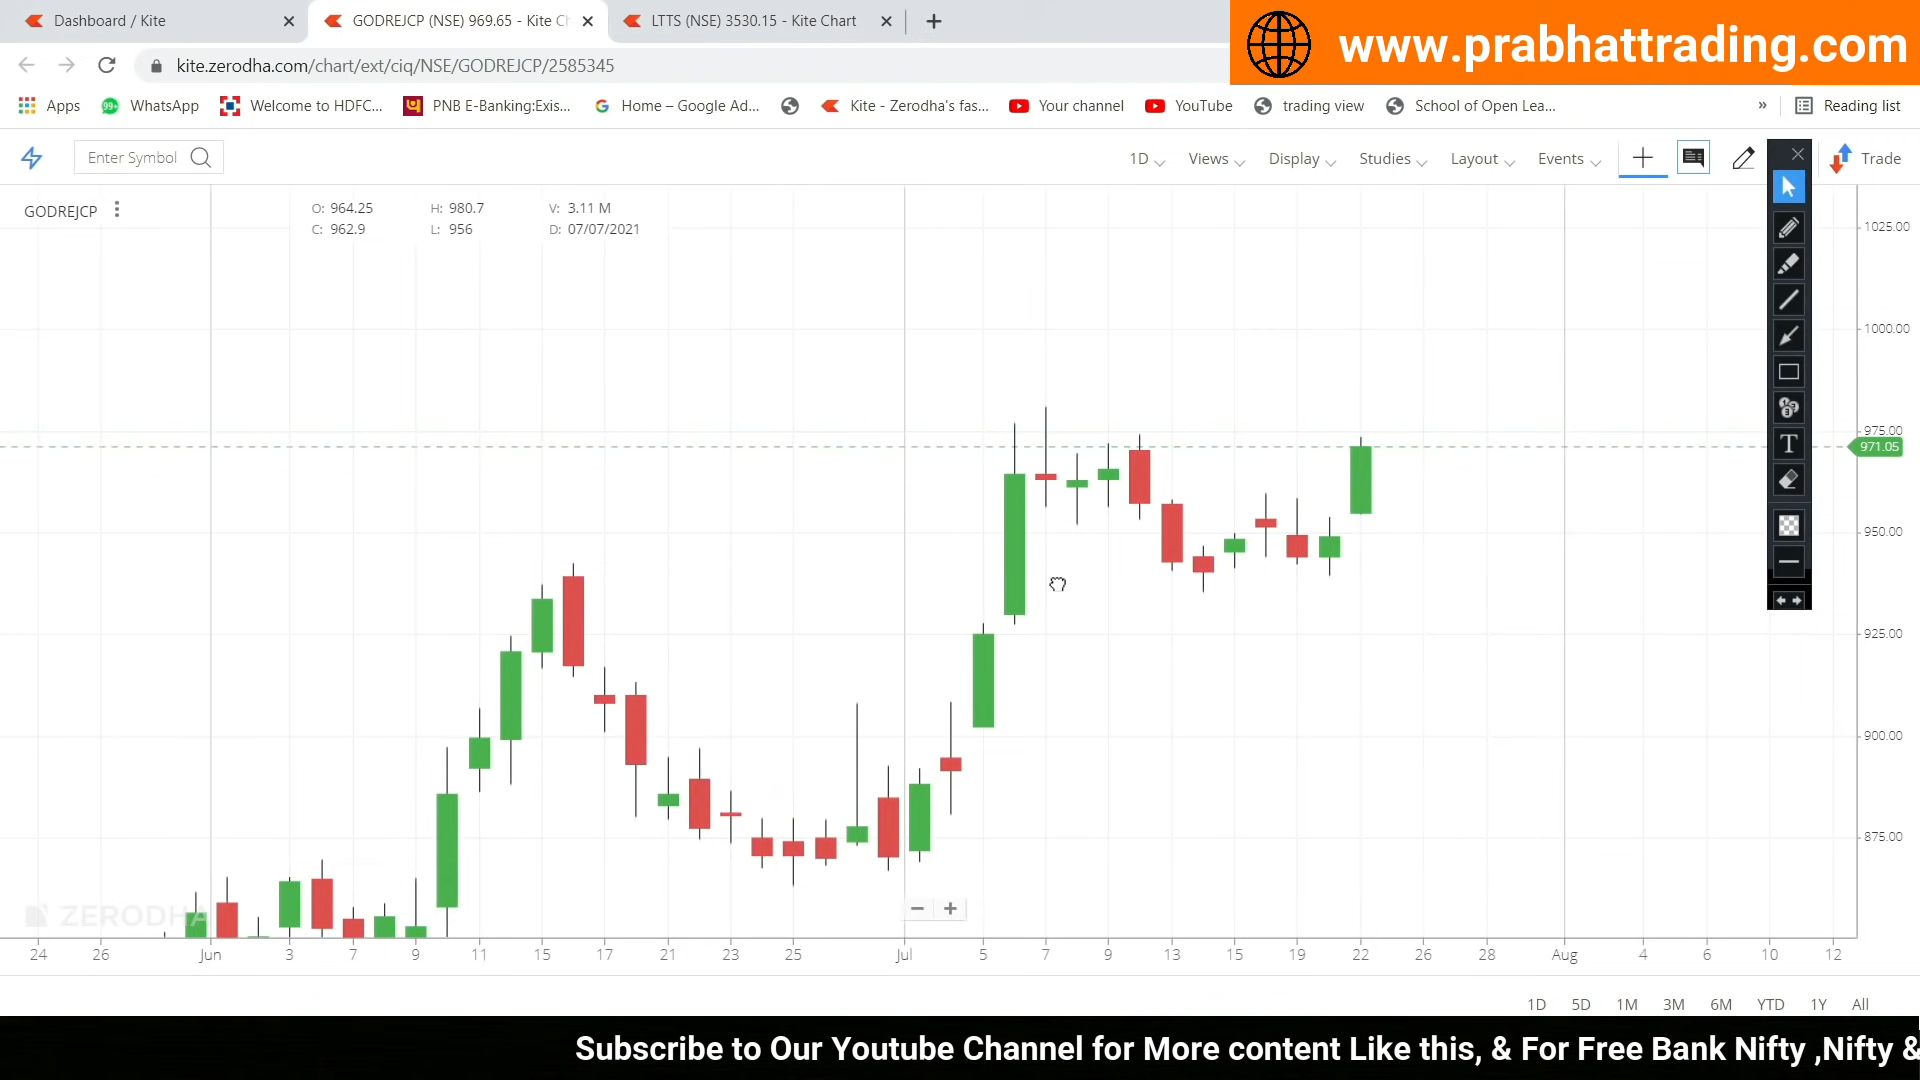 Dashboard / Kite
GODREJCP (NSE) 969.65 - Kite Ch
LTTS (NSE) 3530.15 - Kite Chart
www.prabhattrading.com
kite.zerodha.com/chart/ext/ciq/NSE/GODREJCP/2585345
Apps
99+
WhatsApp
Welcome to HDFC...
PNB E-Banking:Exis...
Home – Google Ad...
Kite - Zerodha's fas...
Your channel
YouTube
trading view
School of Open Lea...
»
Reading list
Enter Symbol
1D
Views
Display
Studies
Layout
Events
Trade
GODREJCP
O: 964.25 H: 980.7 V: 3.11 M
C: 962.9 L: 956 D: 07/07/2021
1025.00
1000.00
975.00
971.05
950.00
925.00
900.00
875.00
T
ZERODHA
24 26 Jun 3 7 9 11 15 17 21 23 25 Jul 5 7 9 13 15 19 22 26 28 Aug 4 6 10 12
1D 5D 1M 3M 6M YTD 1Y All
Subscribe to Our Youtube Channel for More content Like this, & For Free Bank Nifty ,Nifty &